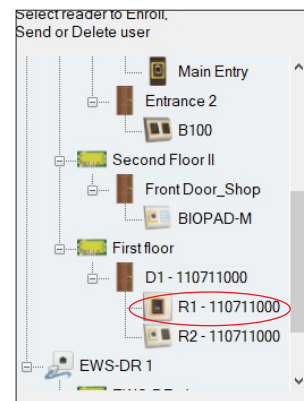 Select reader to Enroll,
Send or Delete user
Main Entry
Entrance 2
B100
Second Floor II
Front Door_Shop
BIOPAD-M
First floor
D1 - 110711000
R1 - 110711000
R2 - 110711000
EWS-DR 1